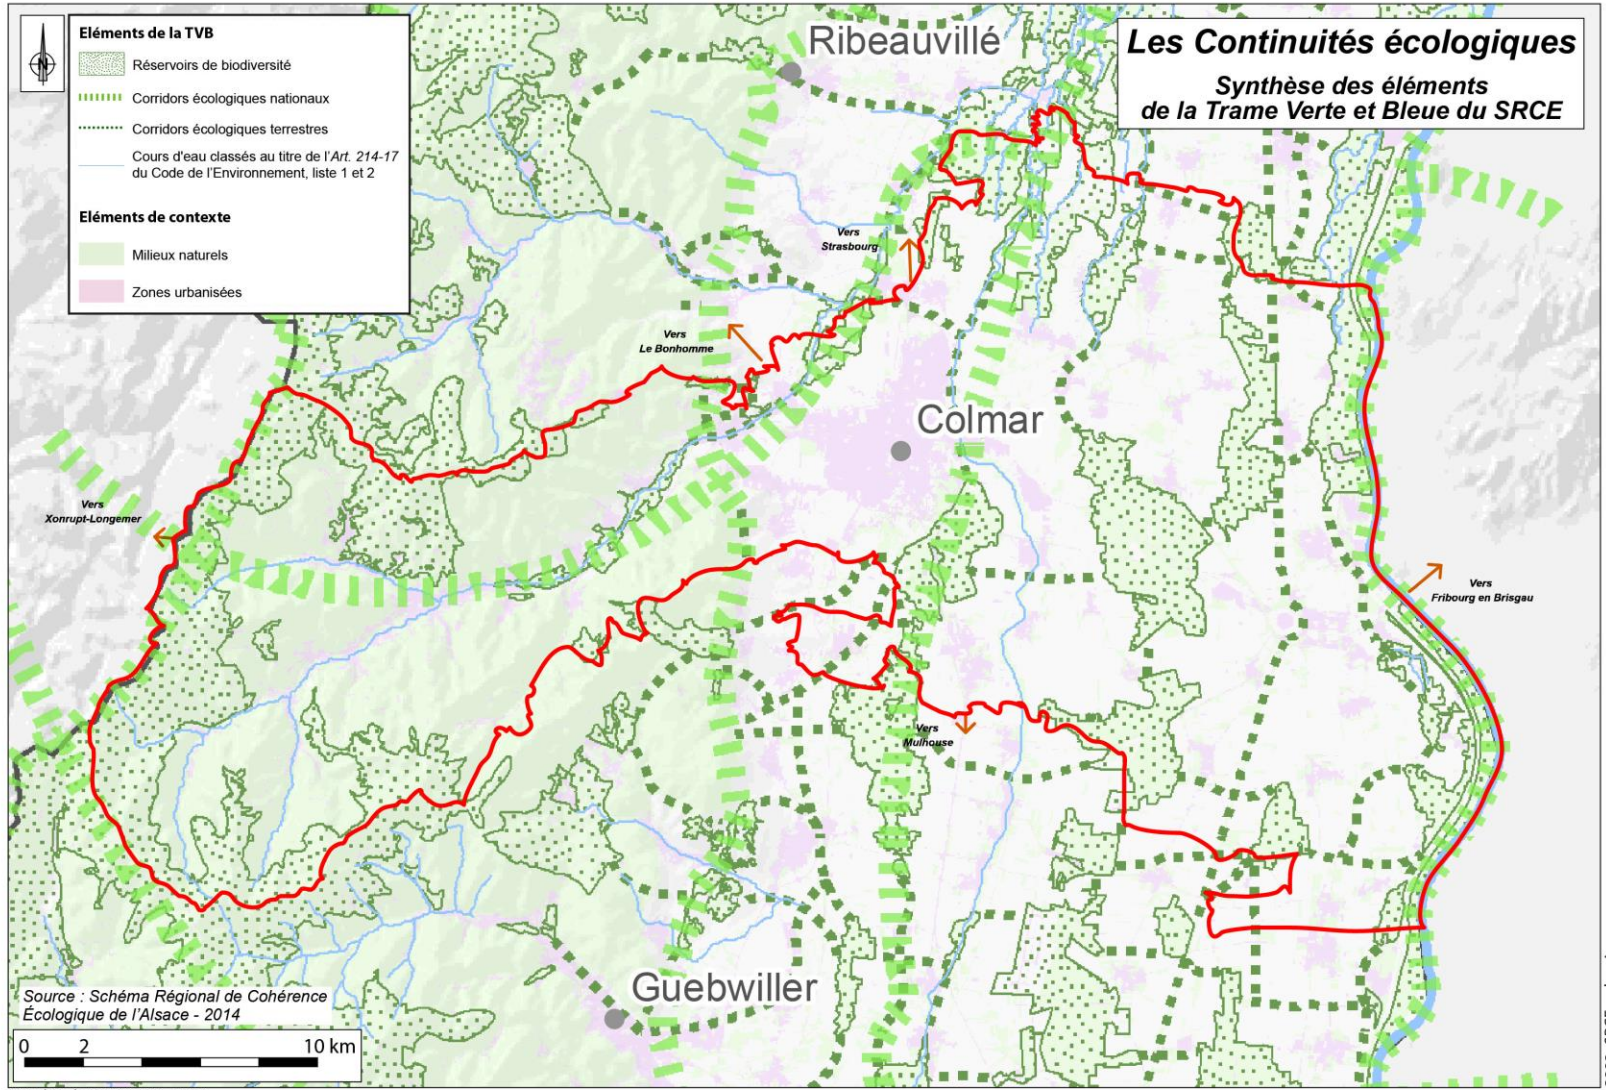 Eléments de la TVB
Réservoirs de biodiversité
Corridors écologiques nationaux
Corridors écologiques terrestres
Cours d'eau classés au titre de l'Art. 214-17
du Code de l'Environnement, liste 1 et 2
Eléments de contexte
Milieux naturels
Zones urbanisées
N
Les Continuités écologiques
Synthèse des éléments
de la Trame Verte et Bleue du SRCE
Ribeauvillé
Vers
Strasbourg
Vers
Le Bonhomme
Colmar
Vers
Xonrupt-Longemer
Vers
Fribourg en Brisgau
Vers
Mulhouse
Guebwiller
Source : Schéma Régional de Cohérence
Écologique de l'Alsace - 2014
0 2 10 km